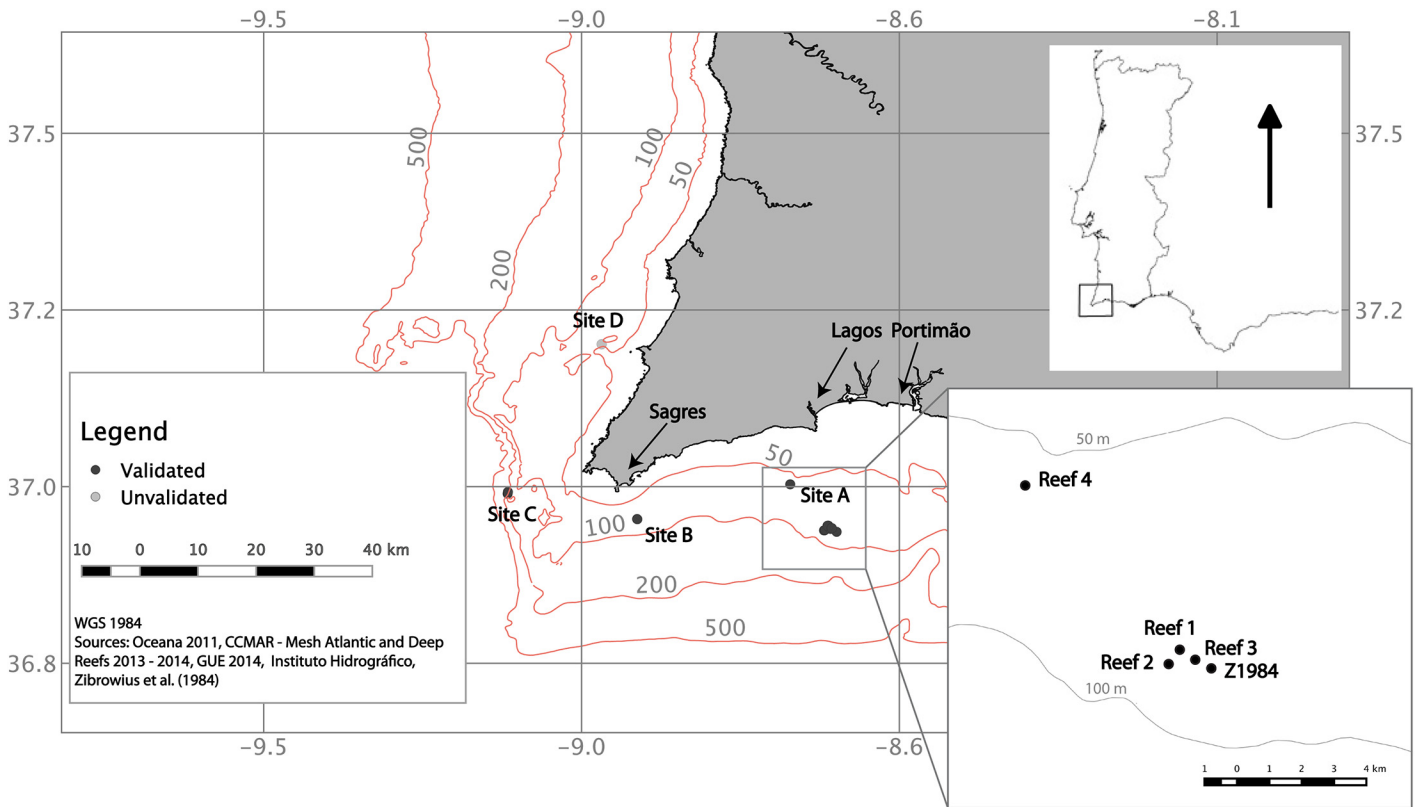 −9.5 −9.0 −8.6 −8.1
500
100
50
37.5 37.5
200
37.2 37.2
Site D
Lagos Portimão
Sagres
50 m
50
Legend
Validated
Unvalidated
37.0
Site A
Reef 4
Site C
100
Site B
10 0 10 20 30 40 km
200
WGS 1984
Sources: Oceana 2011, CCMAR - Mesh Atlantic and Deep
Reefs 2013 - 2014, GUE 2014, Instituto Hidrográfico,
Zibrowius et al. (1984)
500
36.8
Reef 1
Reef 3
Reef 2
Z1984
100 m
−9.5 −9.0 −8.6
1 0 1 2 3 4 km